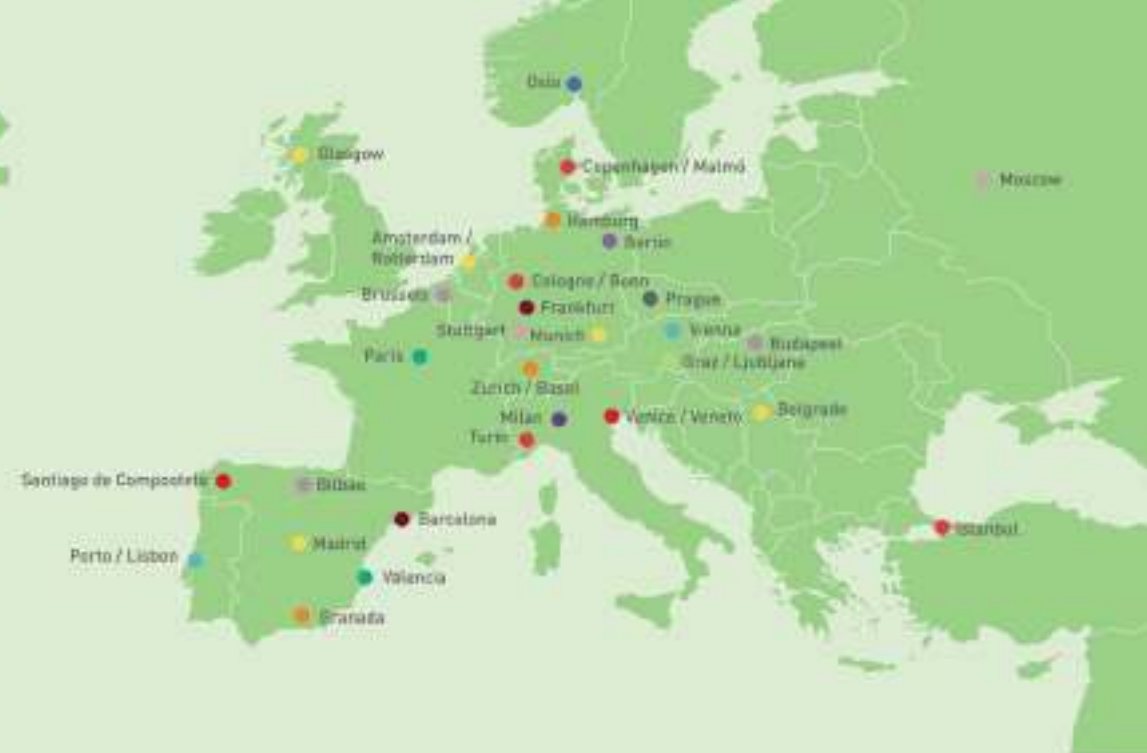 Oslo
Glasgow
Copenhagen / Malmö
Moscow
Hamburg
Amsterdam /
Rotterdam
Berlin
Cologne / Bonn
Brussels
Prague
Frankfurt
Stuttgart
Munich
Vienna
Budapest
Paris
Graz / Ljubljana
Zurich / Basel
Milan
Venice / Veneto
Belgrade
Turin
Santiago de Compostela
Bilbao
Barcelona
Istanbul
Madrid
Porto / Lisbon
Valencia
Granada